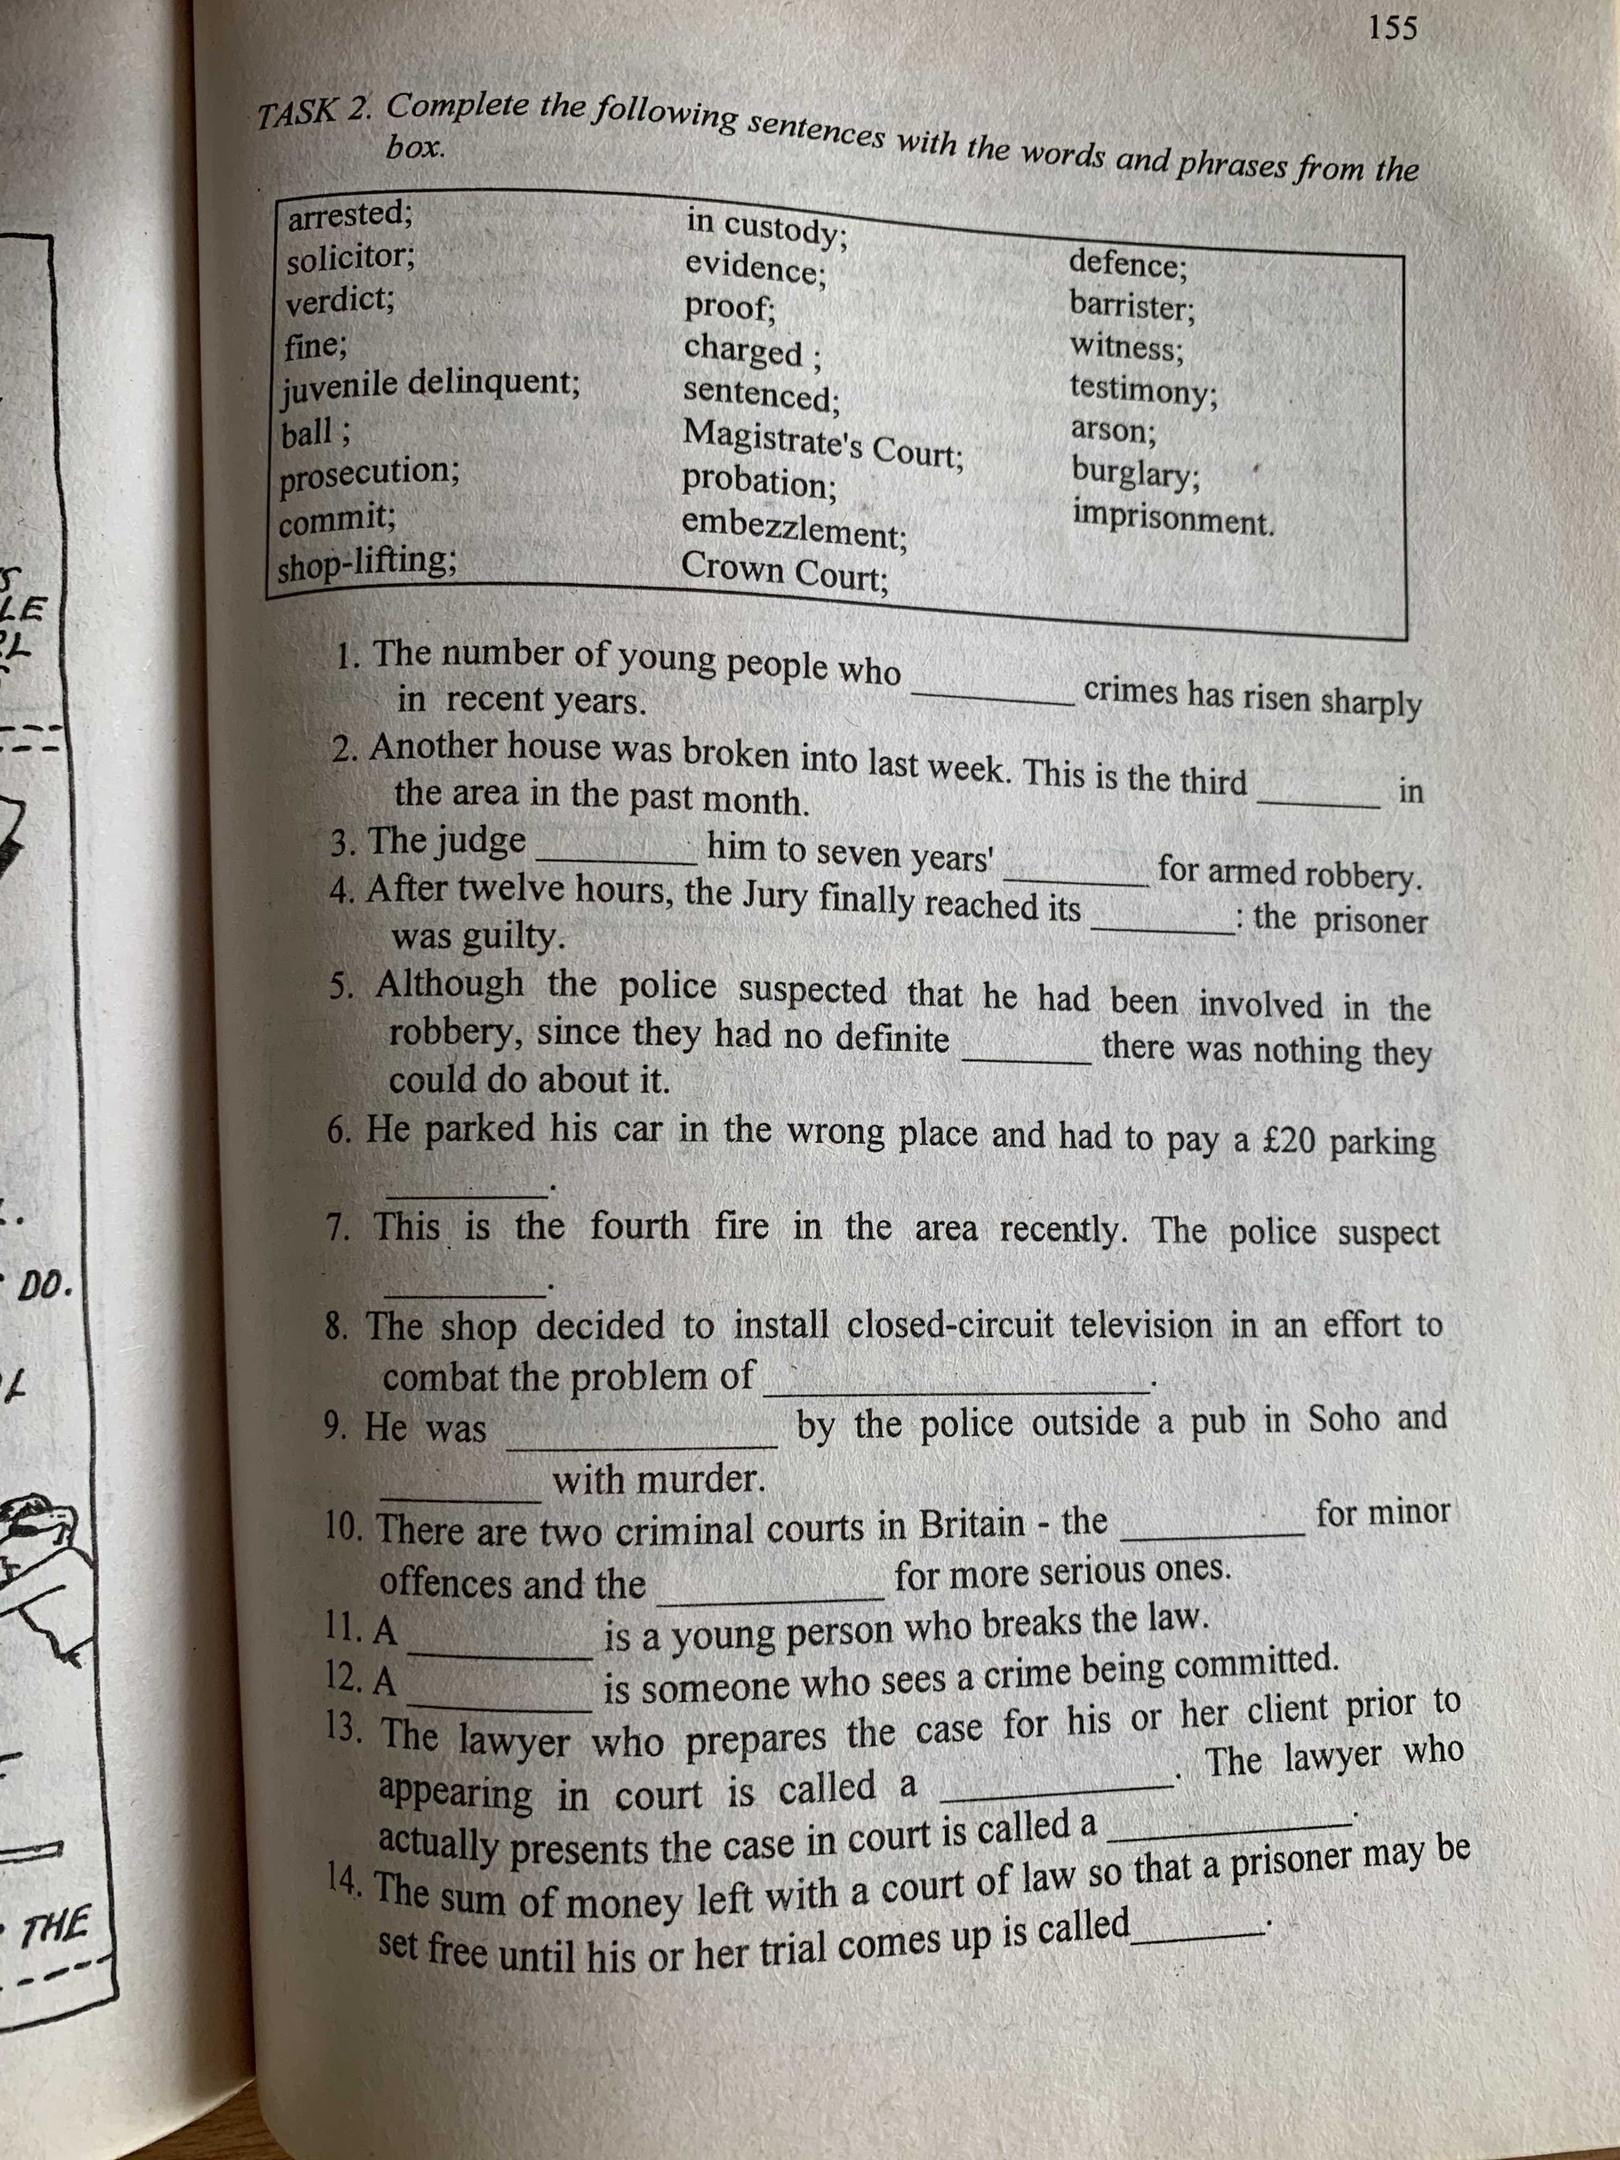 155
TASK 2. Complete the following sentences with the words and phrases from the
box.
arrested;
solicitor;
verdict;
fine;
juvenile delinquent;
ball ;
prosecution;
commit;
shop-lifting;
in custody;
evidence;
proof;
charged ;
sentenced;
Magistrate's Court;
probation;
embezzlement;
Crown Court;
defence;
barrister;
witness;
testimony;
arson;
burglary;
imprisonment.
1. The number of young people who ________ crimes has risen sharply
in recent years.
2. Another house was broken into last week. This is the third ______ in
the area in the past month.
3. The judge ________ him to seven years' _______ for armed robbery.
4. After twelve hours, the Jury finally reached its _______: the prisoner
was guilty.
5. Although the police suspected that he had been involved in the
robbery, since they had no definite ______ there was nothing they
could do about it.
6. He parked his car in the wrong place and had to pay a £20 parking
________.
7. This is the fourth fire in the area recently. The police suspect
________.
8. The shop decided to install closed-circuit television in an effort to
combat the problem of ___________________.
9. He was _____________ by the police outside a pub in Soho and
________ with murder.
10. There are two criminal courts in Britain - the _________ for minor
offences and the ___________ for more serious ones.
11. A _________ is a young person who breaks the law.
12. A _________ is someone who sees a crime being committed.
13. The lawyer who prepares the case for his or her client prior to
appearing in court is called a ___________. The lawyer who
actually presents the case in court is called a ____________.
14. The sum of money left with a court of law so that a prisoner may be
set free until his or her trial comes up is called_______.
DO.
THE